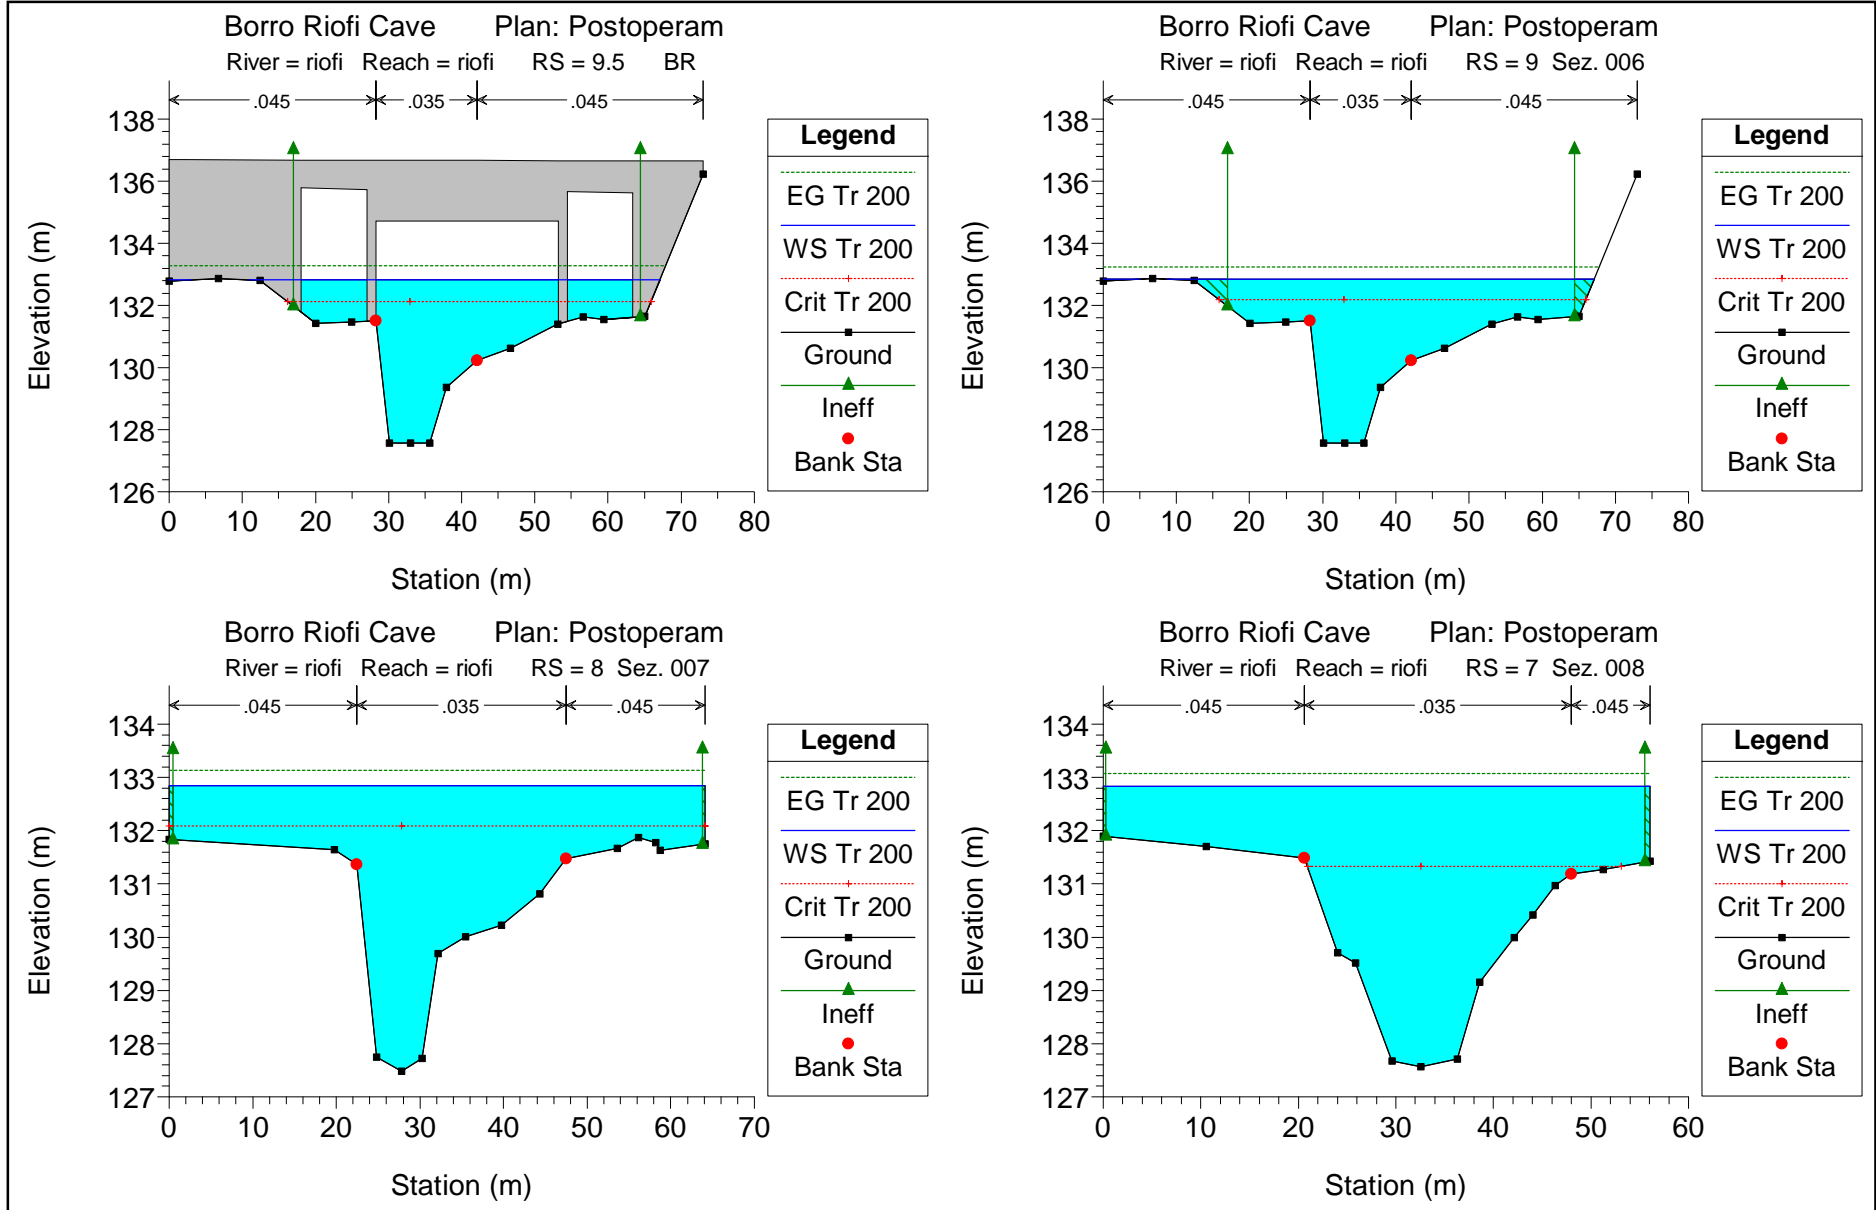 Borro Riofi Cave Plan: Postoperam
River = riofi Reach = riofi RS = 9.5 BR
.045 .035 .045
138
136
134
132
130
128
126
Elevation (m)
0 10 20 30 40 50 60 70 80
Station (m)
Legend
EG Tr 200
WS Tr 200
Crit Tr 200
Ground
Ineff
Bank Sta
Borro Riofi Cave Plan: Postoperam
River = riofi Reach = riofi RS = 9 Sez. 006
.045 .035 .045
138
136
134
132
130
128
126
Elevation (m)
0 10 20 30 40 50 60 70 80
Station (m)
Legend
EG Tr 200
WS Tr 200
Crit Tr 200
Ground
Ineff
Bank Sta
Borro Riofi Cave Plan: Postoperam
River = riofi Reach = riofi RS = 8 Sez. 007
.045 .035 .045
134
133
132
131
130
129
128
127
Elevation (m)
0 10 20 30 40 50 60 70
Station (m)
Legend
EG Tr 200
WS Tr 200
Crit Tr 200
Ground
Ineff
Bank Sta
Borro Riofi Cave Plan: Postoperam
River = riofi Reach = riofi RS = 7 Sez. 008
.045 .035 .045
134
133
132
131
130
129
128
127
Elevation (m)
0 10 20 30 40 50 60
Station (m)
Legend
EG Tr 200
WS Tr 200
Crit Tr 200
Ground
Ineff
Bank Sta